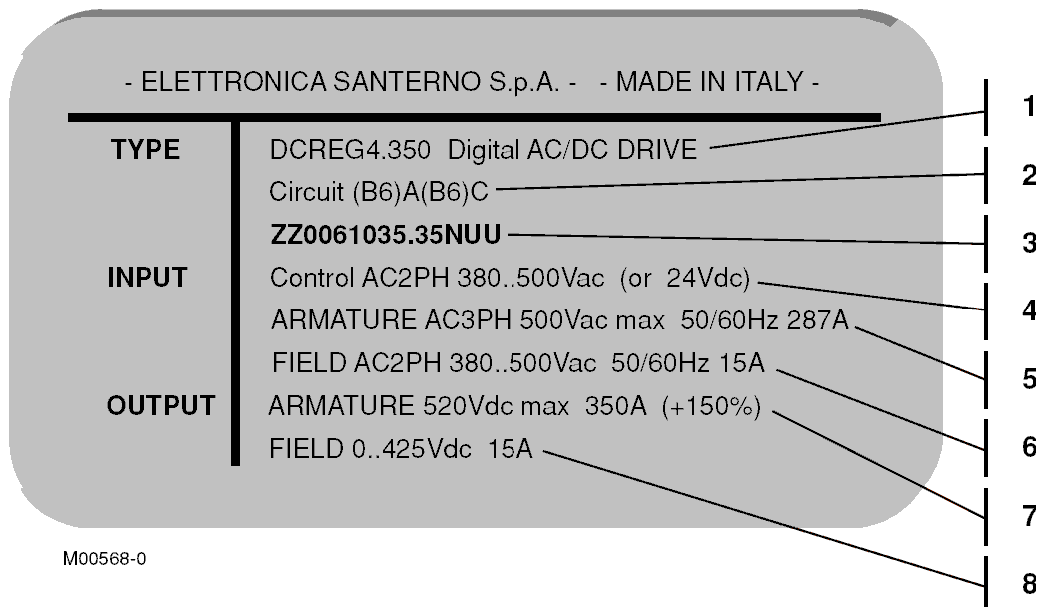 - ELETTRONICA SANTERNO S.p.A. -   - MADE IN ITALY -
TYPE DCREG4.350 Digital AC/DC DRIVE 1
Circuit (B6)A(B6)C 2
ZZ0061035.35NUU 3
INPUT Control AC2PH 380..500Vac (or 24Vdc) 4
ARMATURE AC3PH 500Vac max 50/60Hz 287A 5
FIELD AC2PH 380..500Vac 50/60Hz 15A 6
OUTPUT ARMATURE 520Vdc max 350A (+150%) 7
FIELD 0..425Vdc 15A 8
M00568-0